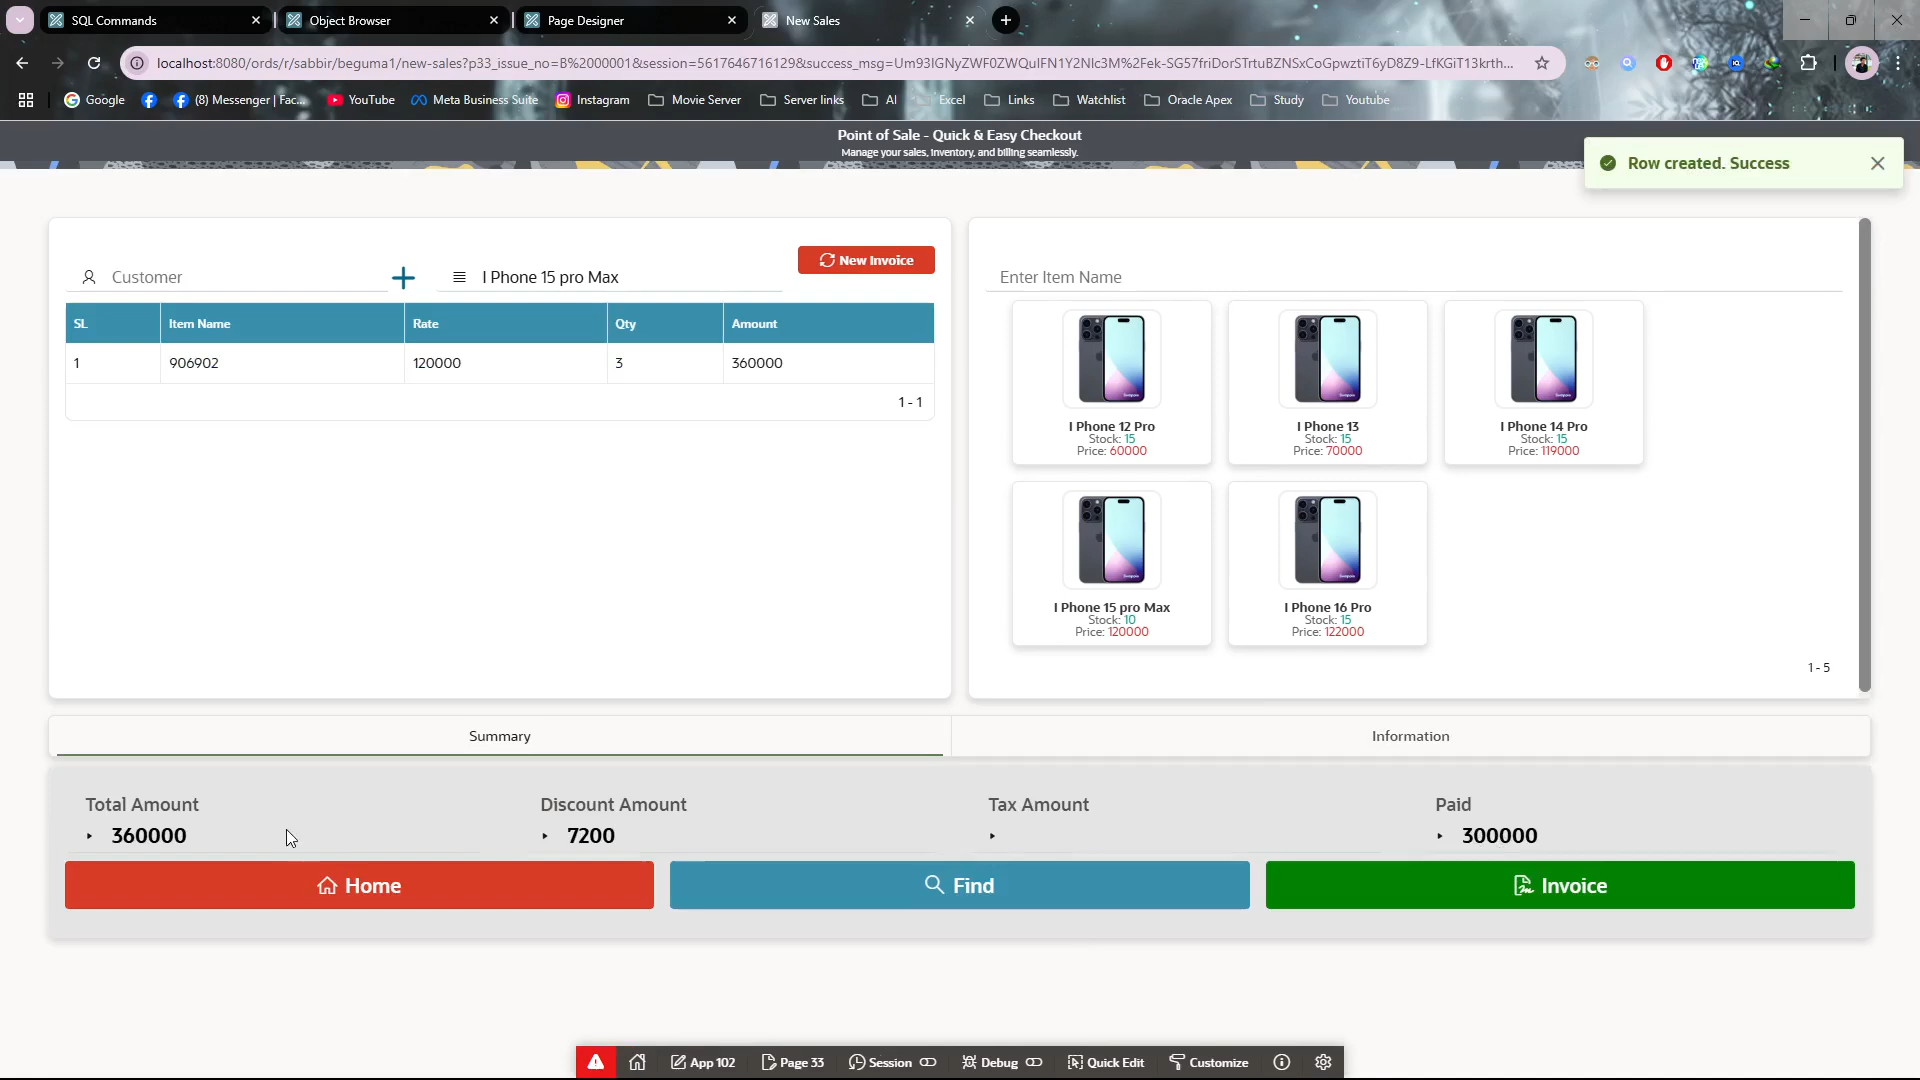 SQL Commands
Object Browser
Page Designer
New Sales
localhost:8080/ords/r/sabbir/beguma1/new-sales?p33_issue_no=B%2000001&session=5617646716129&success_msg=Um93IGNyZWF0ZWQuIFN1Y2Nlc3M%2Fek-SG57friDorSTrtuBZNSxCoGpwztiT6yD8Z9-LfKGiT13krth...
Google
(8) Messenger | Fac...
YouTube
Meta Business Suite
Instagram
Movie Server
Server links
AI
Excel
Links
Watchlist
Oracle Apex
Study
Youtube
Point of Sale - Quick & Easy Checkout
Manage your sales, inventory, and billing seamlessly.
Row created. Success
Customer
I Phone 15 pro Max
New Invoice
SL Item Name Rate Qty Amount
1 906902 120000 3 360000
1 - 1
Enter Item Name
I Phone 12 Pro
Stock: 15
Price: 60000
I Phone 13
Stock: 15
Price: 70000
I Phone 14 Pro
Stock: 15
Price: 119000
I Phone 15 pro Max
Stock: 10
Price: 120000
I Phone 16 Pro
Stock: 15
Price: 122000
1 - 5
Summary
Information
Total Amount
360000
Discount Amount
7200
Tax Amount
Paid
300000
Home
Find
Invoice
App 102
Page 33
Session
Debug
Quick Edit
Customize